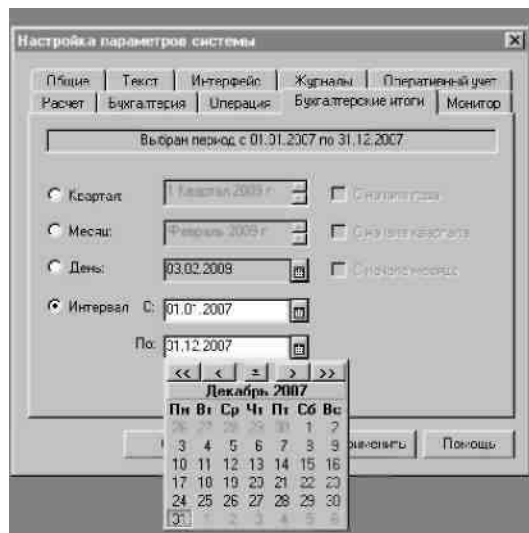 Настройка параметров системы
Общие Текст Интерфейс Журналы Оперативный учет
Расчет Бухгалтерия Операция Бухгалтерские итоги Монитор
Выбран период с 01.01.2007 по 31.12.2007
Квартал: 1 Квартал 2009 г С начала года
Месяц: Февраль 2009 г С начала квартала
День: 03.02.2009 С начала месяца
Интервал С: 01.01.2007
По: 31.12.2007
<< < ± > >>
Декабрь 2007
Пн Вт Ср Чт Пт Сб Вс
26 27 28 29 30 1 2
3 4 5 6 7 8 9
рименить Помощь
10 11 12 13 14 15 16
17 18 19 20 21 22 23
24 25 26 27 28 29 30
31 1 2 3 4 5 6